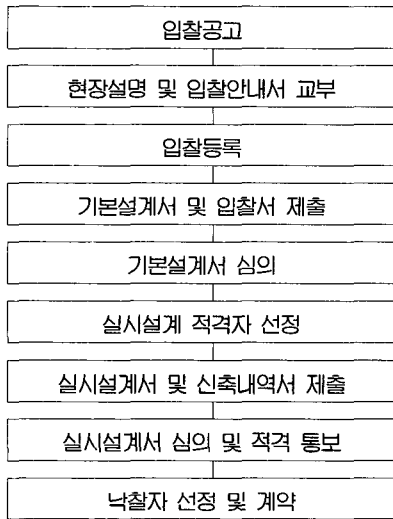 입찰공고
현장설명 및 입찰안내서 교부
입찰등록
기본설계서 및 입찰서 제출
기본설계서 심의
실시설계 적격자 선정
실시설계서 및 신축내역서 제출
실시설계서 심의 및 적격 통보
낙찰자 선정 및 계약